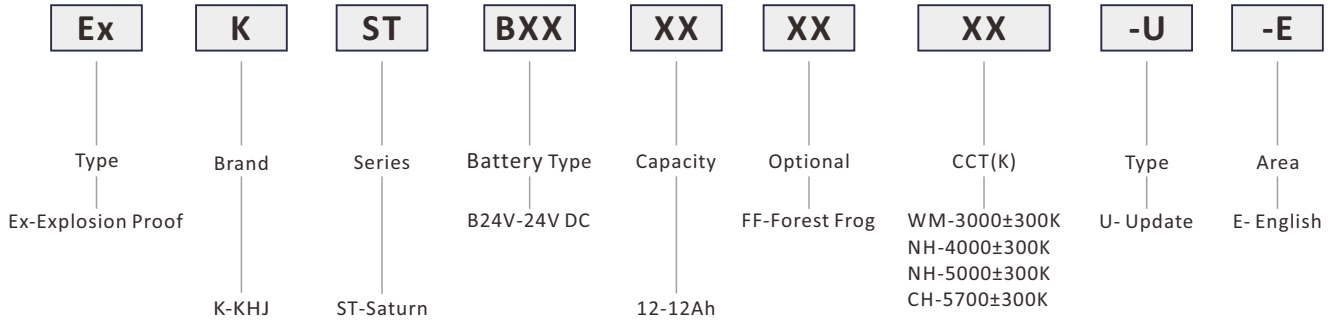 Ex K ST BXX XX XX XX -U -E
Type Brand Series Battery Type Capacity Optional CCT(K) Type Area
Ex-Explosion Proof B24V-24V DC FF-Forest Frog WM-3000±300K U- Update E- English
NH-4000±300K
NH-5000±300K
K-KHJ ST-Saturn 12-12Ah CH-5700±300K